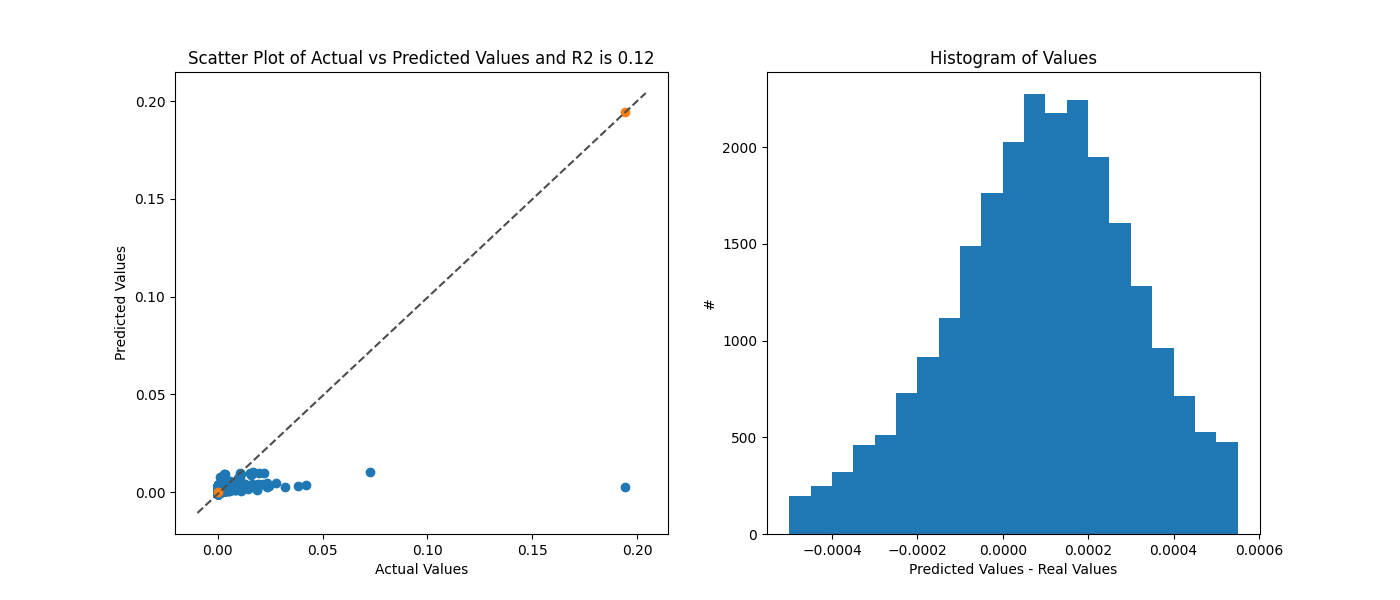 Scatter Plot of Actual vs Predicted Values and R2 is 0.12
Predicted Values
0.20
0.15
0.10
0.05
0.00
0.00 0.05 0.10 0.15 0.20
Actual Values
Histogram of Values
#
2000
1500
1000
500
0
−0.0004 −0.0002 0.0000 0.0002 0.0004 0.0006
Predicted Values - Real Values